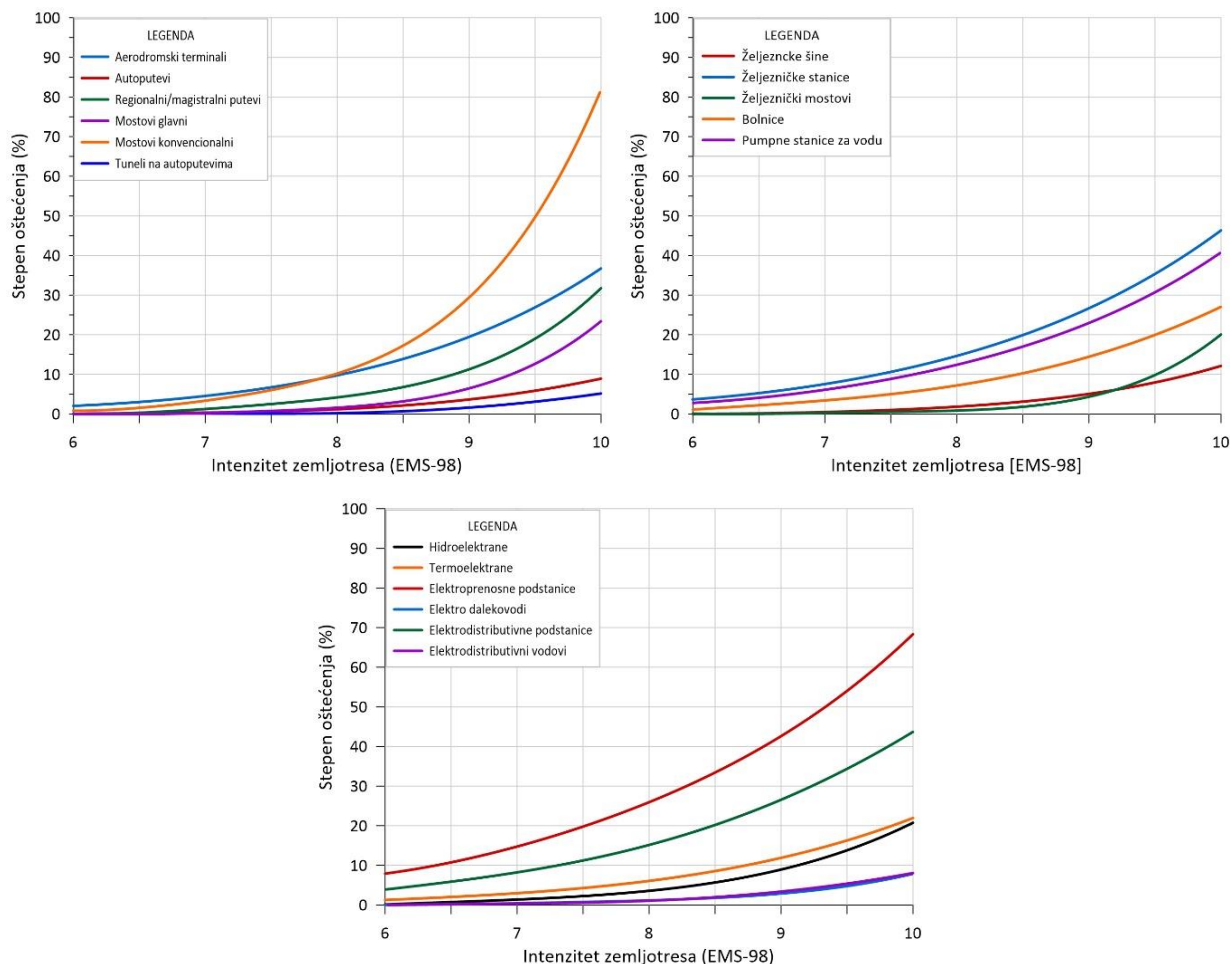 100
90
80
70
60
50
40
30
20
10
0
Stepen oštećenja (%)
LEGENDA
Aerodromski terminali
Autoputevi
Regionalni/magistralni putevi
Mostovi glavni
Mostovi konvencionalni
Tuneli na autoputevima
6 7 8 9 10
Intenzitet zemljotresa (EMS-98)
100
90
80
70
60
50
40
30
20
10
0
Stepen oštećenja (%)
LEGENDA
Željezncke šine
Željezničke stanice
Željeznički mostovi
Bolnice
Pumpne stanice za vodu
6 7 8 9 10
Intenzitet zemljotresa [EMS-98]
100
90
80
70
60
50
40
30
20
10
0
Stepen oštećenja (%)
LEGENDA
Hidroelektrane
Termoelektrane
Elektroprenosne podstanice
Elektro dalekovodi
Elektrodistributivne podstanice
Elektrodistributivni vodovi
6 7 8 9 10
Intenzitet zemljotresa (EMS-98)